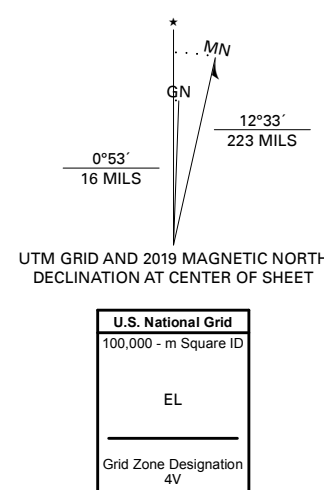 ★
MN
GN
12°33´
223 MILS
0°53´
16 MILS
UTM GRID AND 2019 MAGNETIC NORTH
DECLINATION AT CENTER OF SHEET
U.S. National Grid
100,000 - m Square ID
EL
Grid Zone Designation
4V